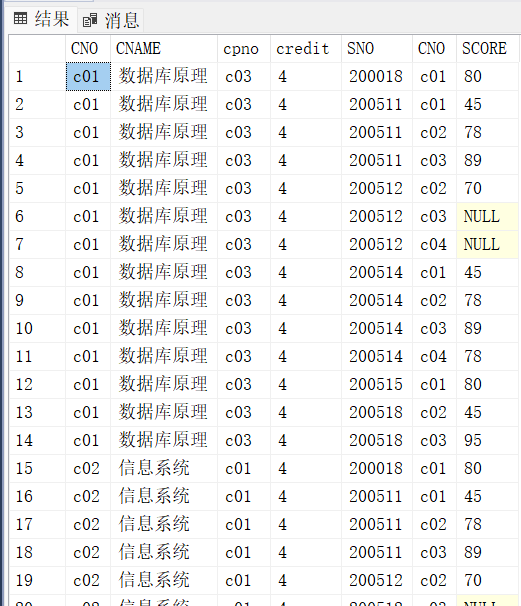 结果 消息
CNO CNAME cpno credit SNO CNO SCORE
1 c01 数据库原理 c03 4 200018 c01 80
2 c01 数据库原理 c03 4 200511 c01 45
3 c01 数据库原理 c03 4 200511 c02 78
4 c01 数据库原理 c03 4 200511 c03 89
5 c01 数据库原理 c03 4 200512 c02 70
6 c01 数据库原理 c03 4 200512 c03 NULL
7 c01 数据库原理 c03 4 200512 c04 NULL
8 c01 数据库原理 c03 4 200514 c01 45
9 c01 数据库原理 c03 4 200514 c02 78
10 c01 数据库原理 c03 4 200514 c03 89
11 c01 数据库原理 c03 4 200514 c04 78
12 c01 数据库原理 c03 4 200515 c01 80
13 c01 数据库原理 c03 4 200518 c02 45
14 c01 数据库原理 c03 4 200518 c03 95
15 c02 信息系统 c01 4 200018 c01 80
16 c02 信息系统 c01 4 200511 c01 45
17 c02 信息系统 c01 4 200511 c02 78
18 c02 信息系统 c01 4 200511 c03 89
19 c02 信息系统 c01 4 200512 c02 70